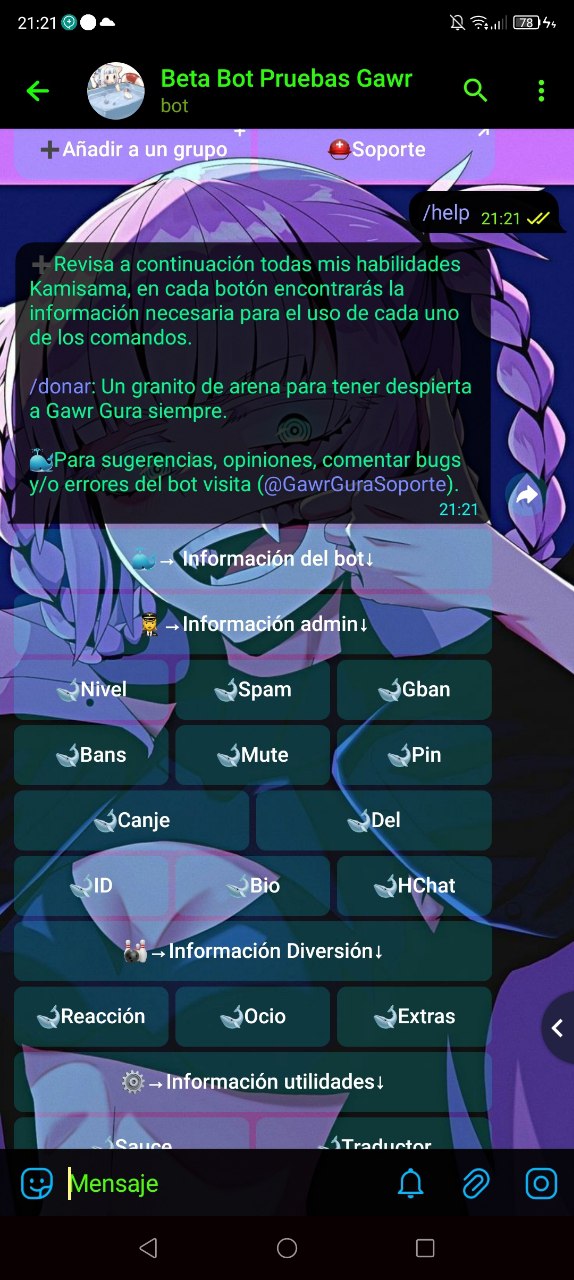 21:21
78
Beta Bot Pruebas Gawr
bot
➕Añadir a un grupo
⛑Soporte
/help 21:21
➕Revisa a continuación todas mis habilidades
Kamisama, en cada botón encontrarás la
información necesaria para el uso de cada uno
de los comandos.
/donar: Un granito de arena para tener despierta
a Gawr Gura siempre.
🐳Para sugerencias, opiniones, comentar bugs
y/o errores del bot visita (@GawrGuraSoporte).
21:21
🐳→ Información del bot↓
👮→Información admin↓
🐋Nivel
🐋Spam
🐋Gban
🐋Bans
🐋Mute
🐋Pin
🐋Canje
🐋Del
🐋ID
🐋Bio
🐋HChat
🎳→Información Diversión↓
🐋Reacción
🐋Ocio
🐋Extras
⚙→Información utilidades↓
🐋Sauce
🐋Traductor
Mensaje